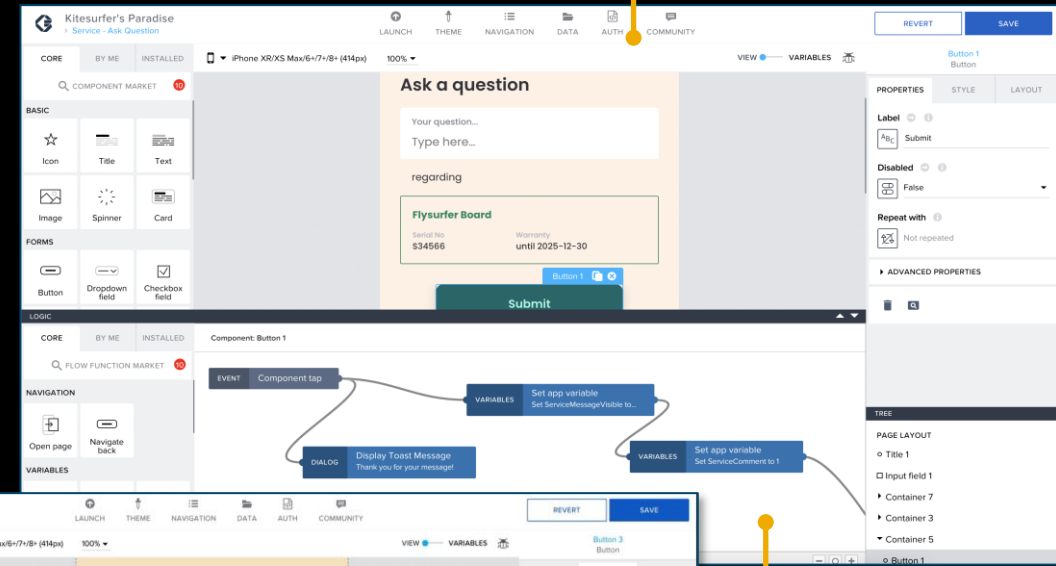 Kitesurfer's Paradise
> Service - Ask Question
LAUNCH THEME NAVIGATION DATA AUTH COMMUNITY
REVERT SAVE
CORE BY ME INSTALLED
iPhone XR/XS Max/6+/7+/8+ (414px) 100%
VIEW VARIABLES
Button 1
Button
COMPONENT MARKET 10
PROPERTIES STYLE LAYOUT
BASIC
Icon Title Text
Image Spinner Card
FORMS
Button Dropdown field Checkbox field
Ask a question
Your question...
Type here...
regarding
Flysurfer Board
Serial No Warranty
S34566 until 2025-12-30
Button 1
Submit
Label
ABC Submit
Disabled
False
Repeat with
Not repeated
ADVANCED PROPERTIES
LOGIC
CORE BY ME INSTALLED
Component: Button 1
FLOW FUNCTION MARKET 10
NAVIGATION
Open page Navigate back
VARIABLES
EVENT Component tap
VARIABLES Set app variable
Set ServiceMessageVisible to...
DIALOG Display Toast Message
Thank you for your message!
VARIABLES Set app variable
Set ServiceComment to 1
TREE
PAGE LAYOUT
Title 1
Input field 1
Container 7
Container 3
Container 5
Button 1
LAUNCH THEME NAVIGATION DATA AUTH COMMUNITY
REVERT SAVE
ax/6+/7+/8+ (414px) 100%
VIEW VARIABLES
Button 3
Button